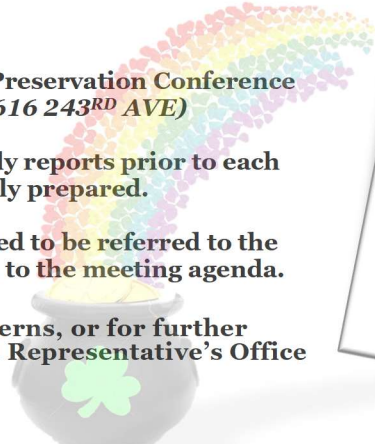 Preservation Conference
616 243RD AVE)
ly reports prior to each
ly prepared.
ed to be referred to the
to the meeting agenda.
erns, or for further
Representative’s Office